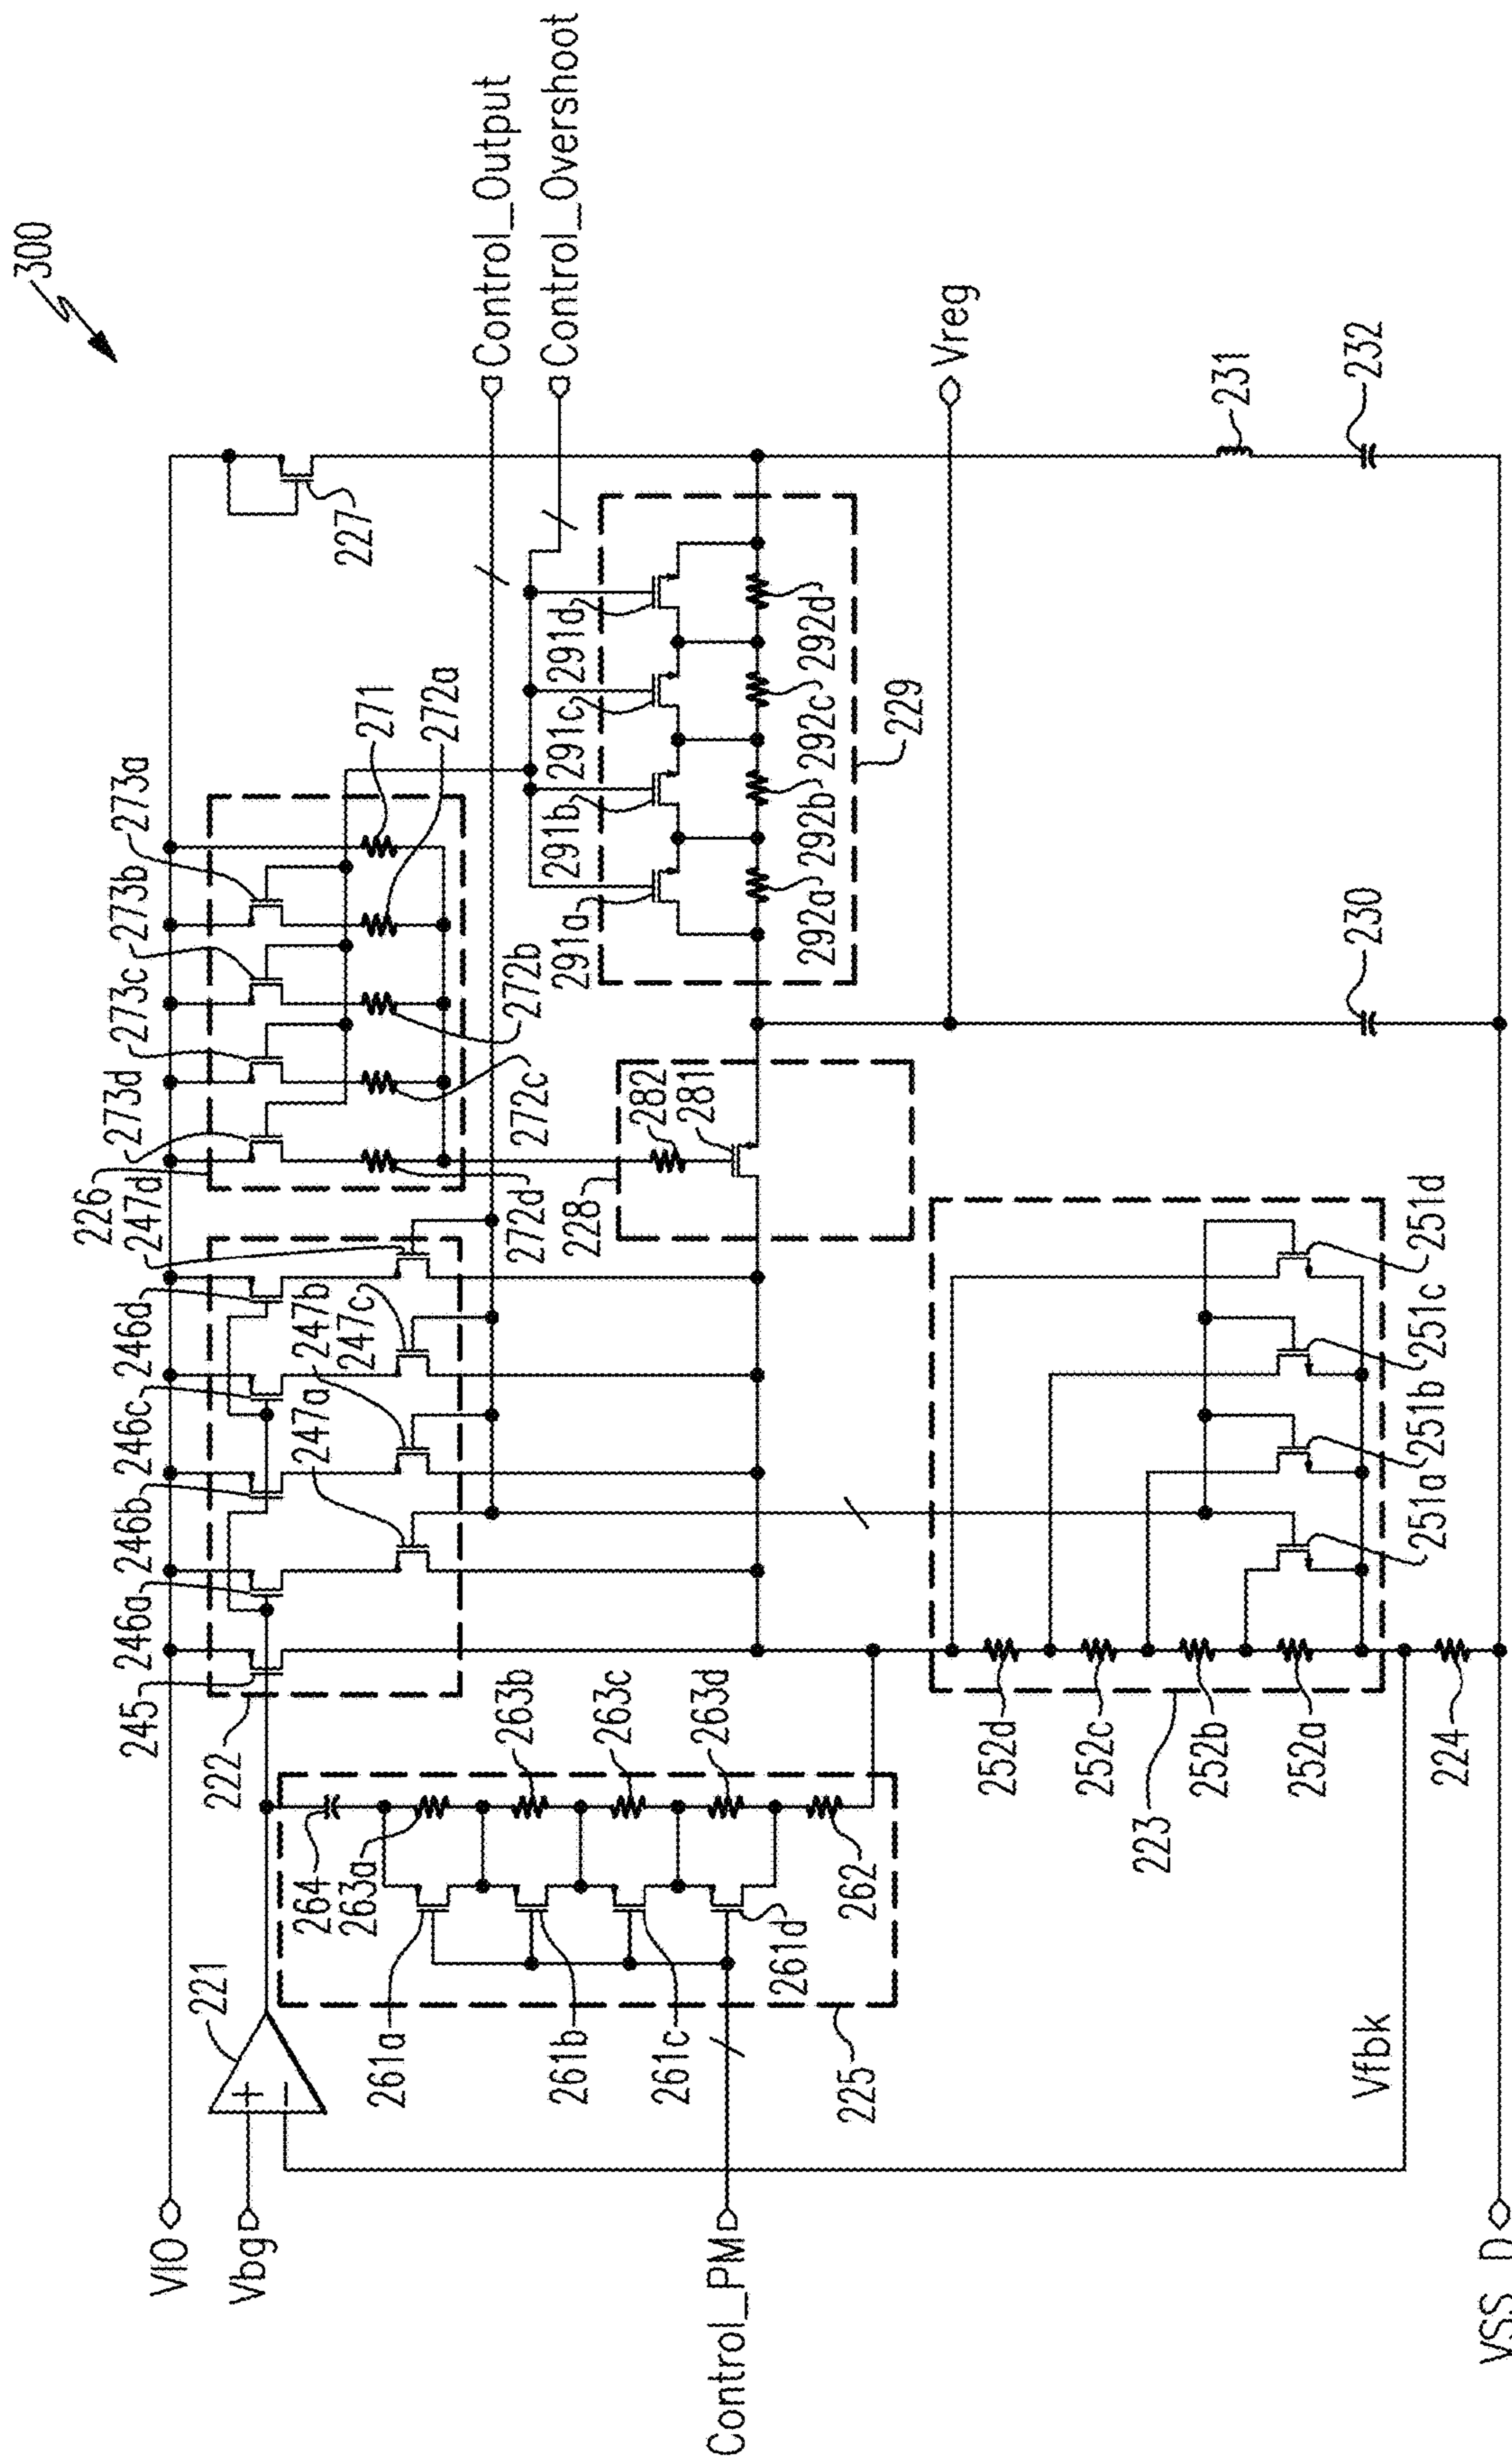 300
VIO
Vbg
Control_PM
VSS_D
Control_Output
Control_Overshoot
Vreg
Vfbk
221
222
245
246a
246b
246c
246d
247a
247b
247c
247d
226
273d
273c
273b
273a
271
272a
272b
272c
272d
227
264
263a
263b
263c
263d
262
261a
261b
261c
261d
225
228
282
281
291a
291b
291c
291d
292a
292b
292c
292d
229
252d
252c
252b
252a
223
224
251a
251b
251c
251d
230
231
232